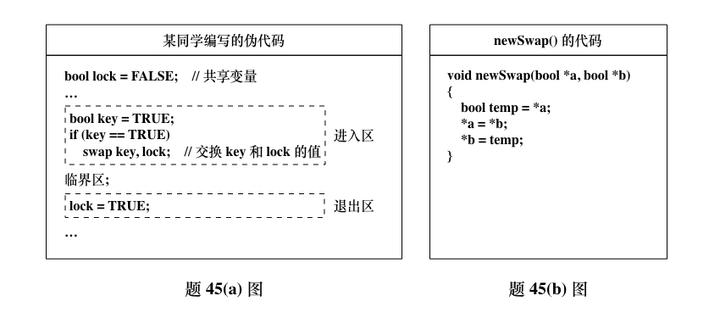 某同学编写的伪代码
bool lock = FALSE; // 共享变量
…
bool key = TRUE;
if (key == TRUE)
swap key, lock; // 交换 key 和 lock 的值
进入区
临界区;
lock = TRUE;
退出区
…
题 45(a) 图
newSwap() 的代码
void newSwap(bool *a, bool *b)
{
bool temp = *a;
*a = *b;
*b = temp;
}
题 45(b) 图